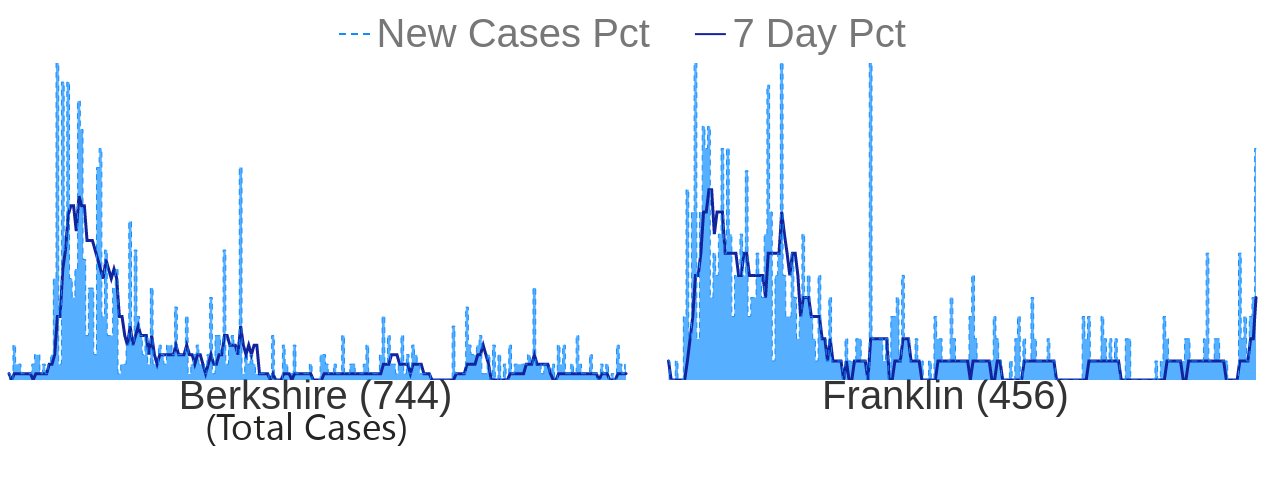 New Cases Pct 7 Day Pct
Berkshire (744) Franklin (456)
(Total Cases)